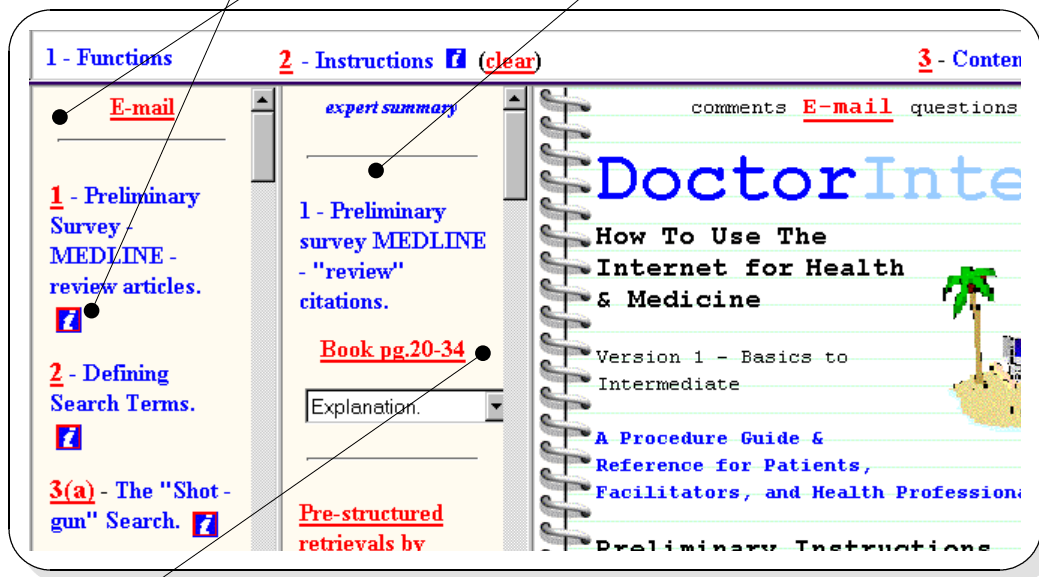 1 - Functions
2 - Instructions i (clear)
3 - Conten
E-mail
1 - Preliminary
Survey -
MEDLINE -
review articles.
i
2 - Defining
Search Terms.
i
3(a) - The "Shot -
gun" Search. i
expert summary
1 - Preliminary
survey MEDLINE
- "review"
citations.
Book pg.20-34
Explanation.
Pre-structured
retrievals by
comments E-mail questions
DoctorInte
How To Use The
Internet for Health
& Medicine
Version 1 - Basics to
Intermediate
A Procedure Guide &
Reference for Patients,
Facilitators, and Health Professiona
Preliminary Instructions